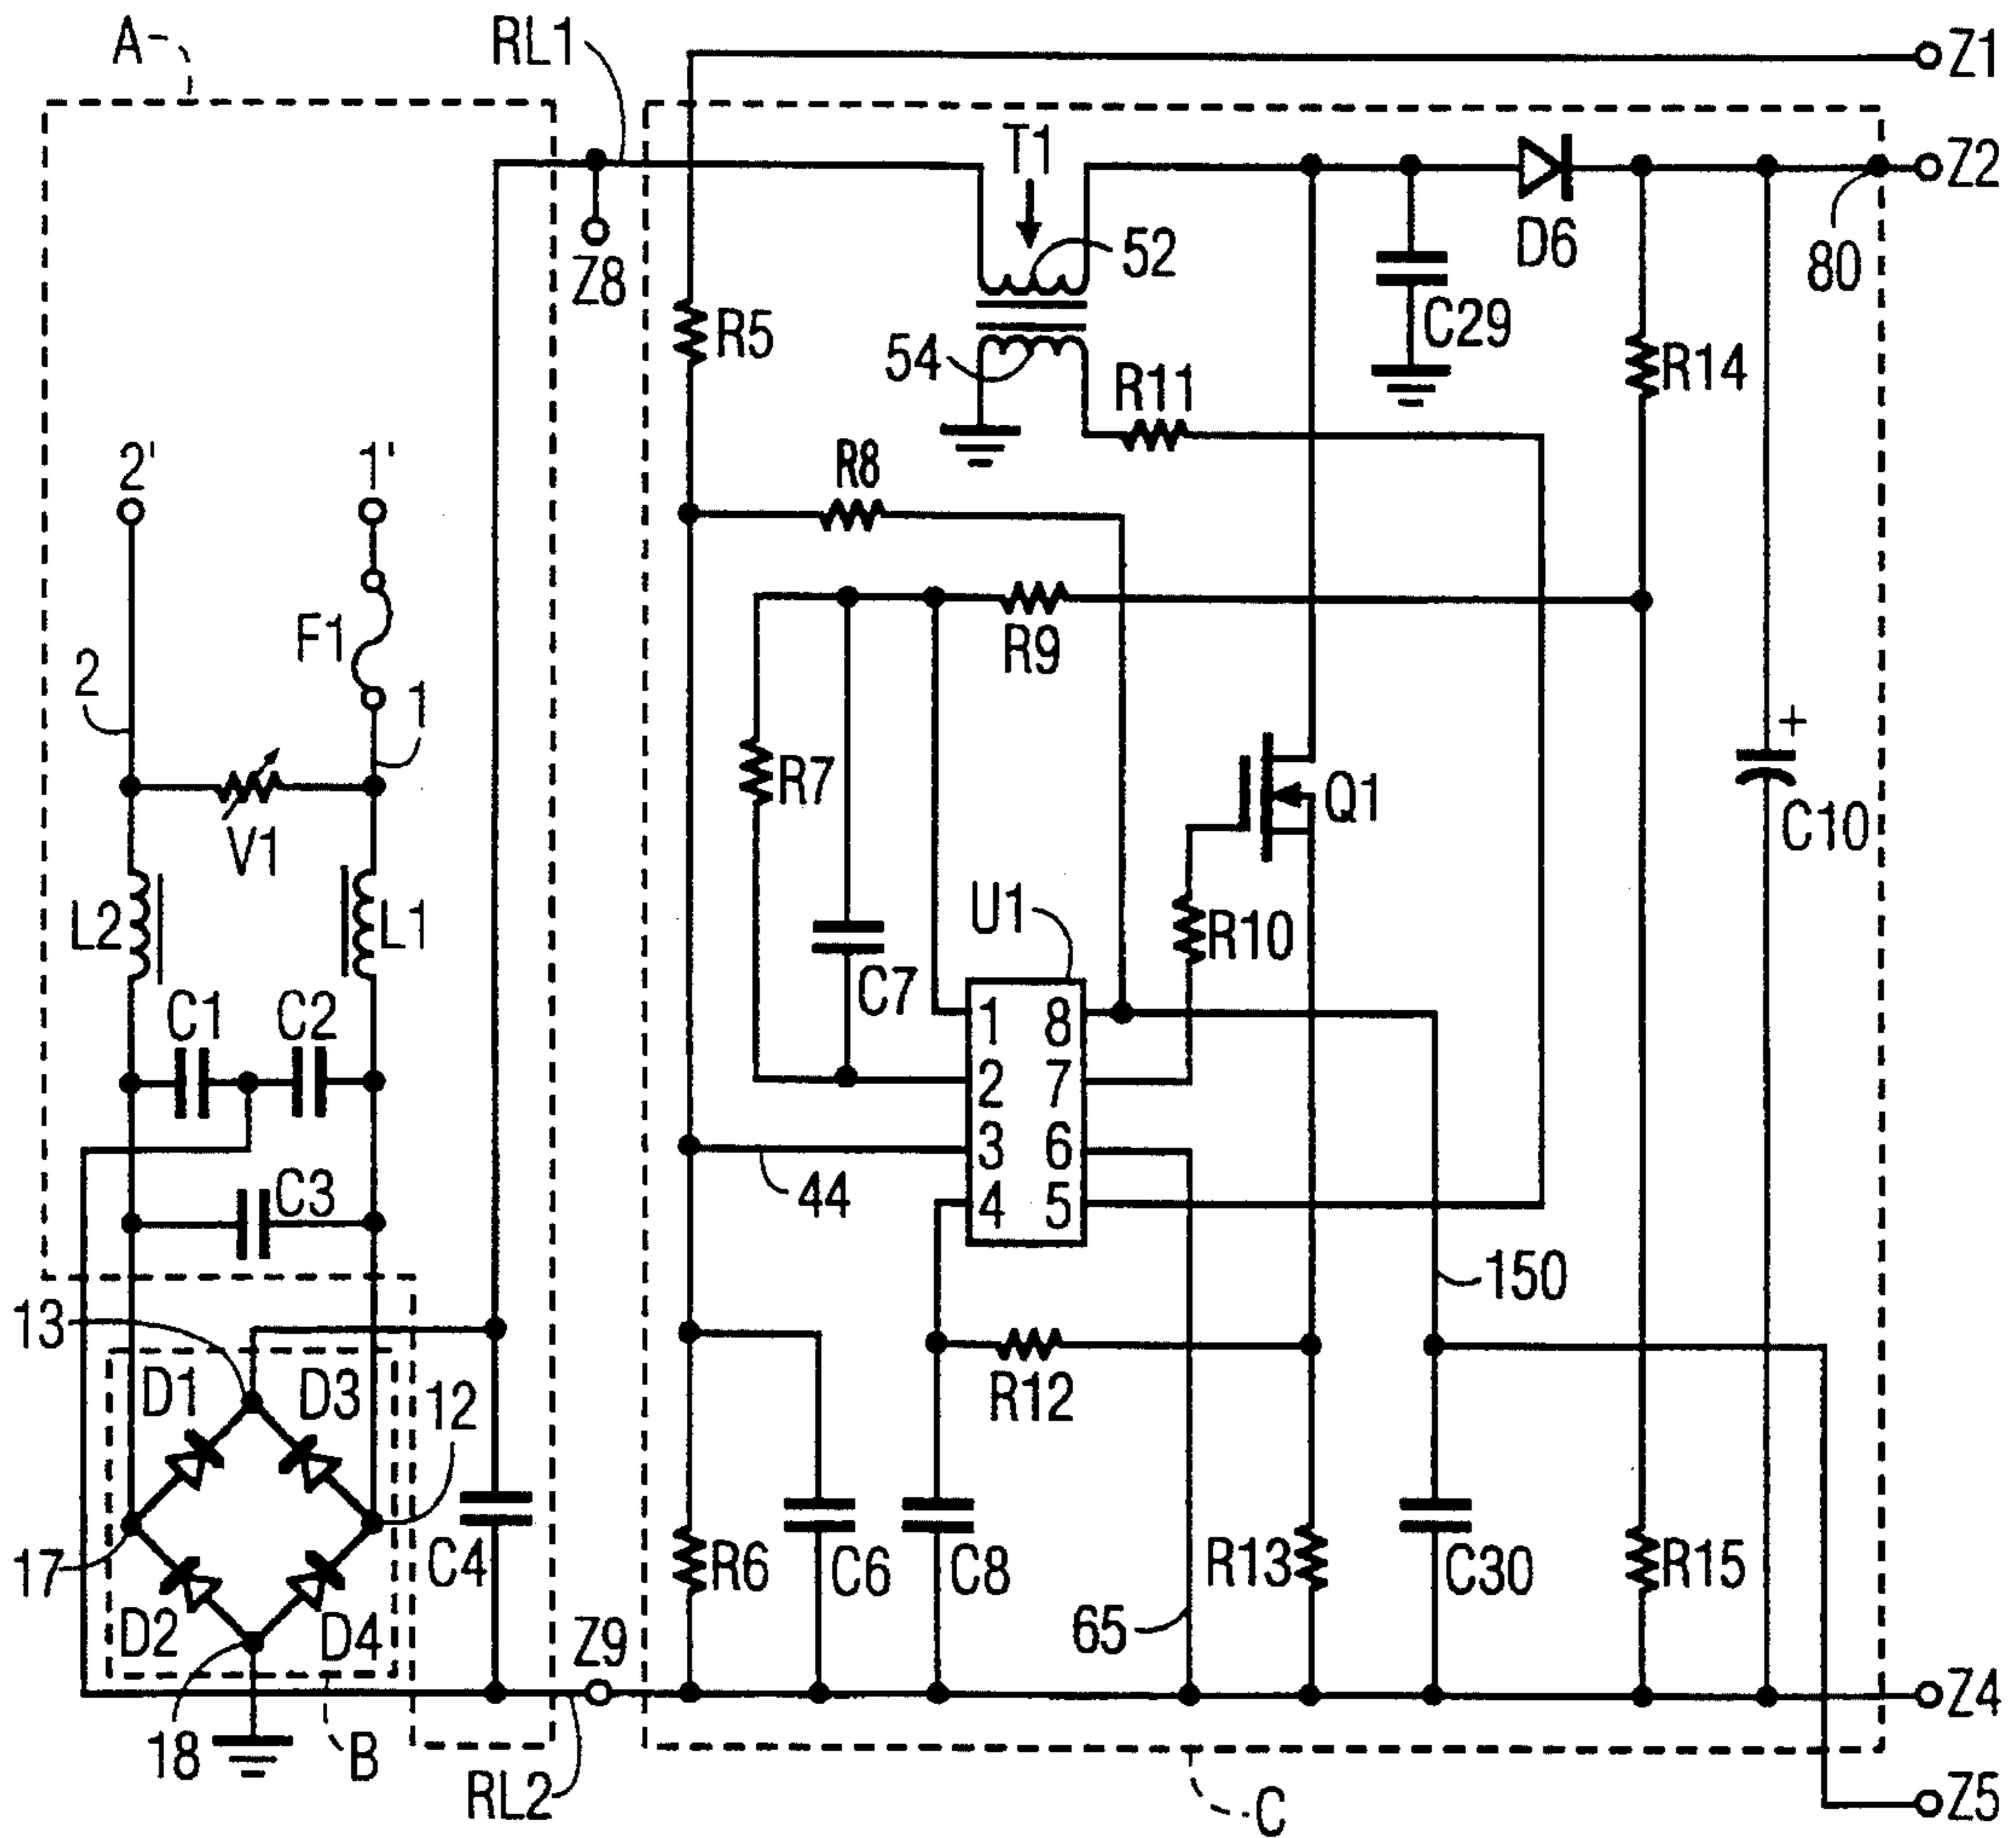 A
RL1
Z1
T1
Z2
52
D6
80
Z8
C29
R5
54
R11
R14
2'
1'
R8
F1
R9
2
1
+
R7
Q1
C10
V1
L2
L1
U1
R10
C1
C2
C7
1 8
2 7
3 6
4 5
C3
44
150
13
D1
D3
12
R12
17
C4
R6
C6
C8
R13
C30
R15
D2
D4
Z9
65
18
B
Z4
RL2
C
Z5